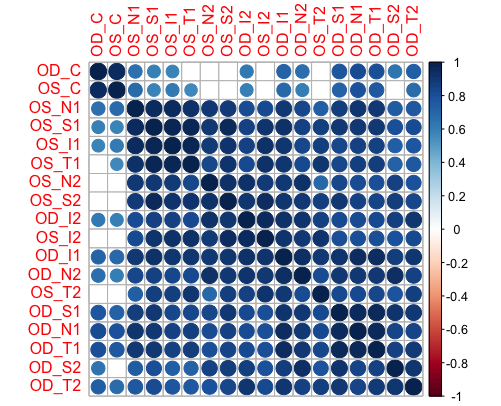 OD_C OS_C OS_N1 OS_S1 OS_I1 OS_T1 OS_N2 OS_S2 OD_I2 OS_I2 OD_I1 OD_N2 OS_T2 OD_S1 OD_N1 OD_T1 OD_S2 OD_T2
OD_C
OS_C
OS_N1
OS_S1
OS_I1
OS_T1
OS_N2
OS_S2
OD_I2
OS_I2
OD_I1
OD_N2
OS_T2
OD_S1
OD_N1
OD_T1
OD_S2
OD_T2
1
0.8
0.6
0.4
0.2
0
-0.2
-0.4
-0.6
-0.8
-1